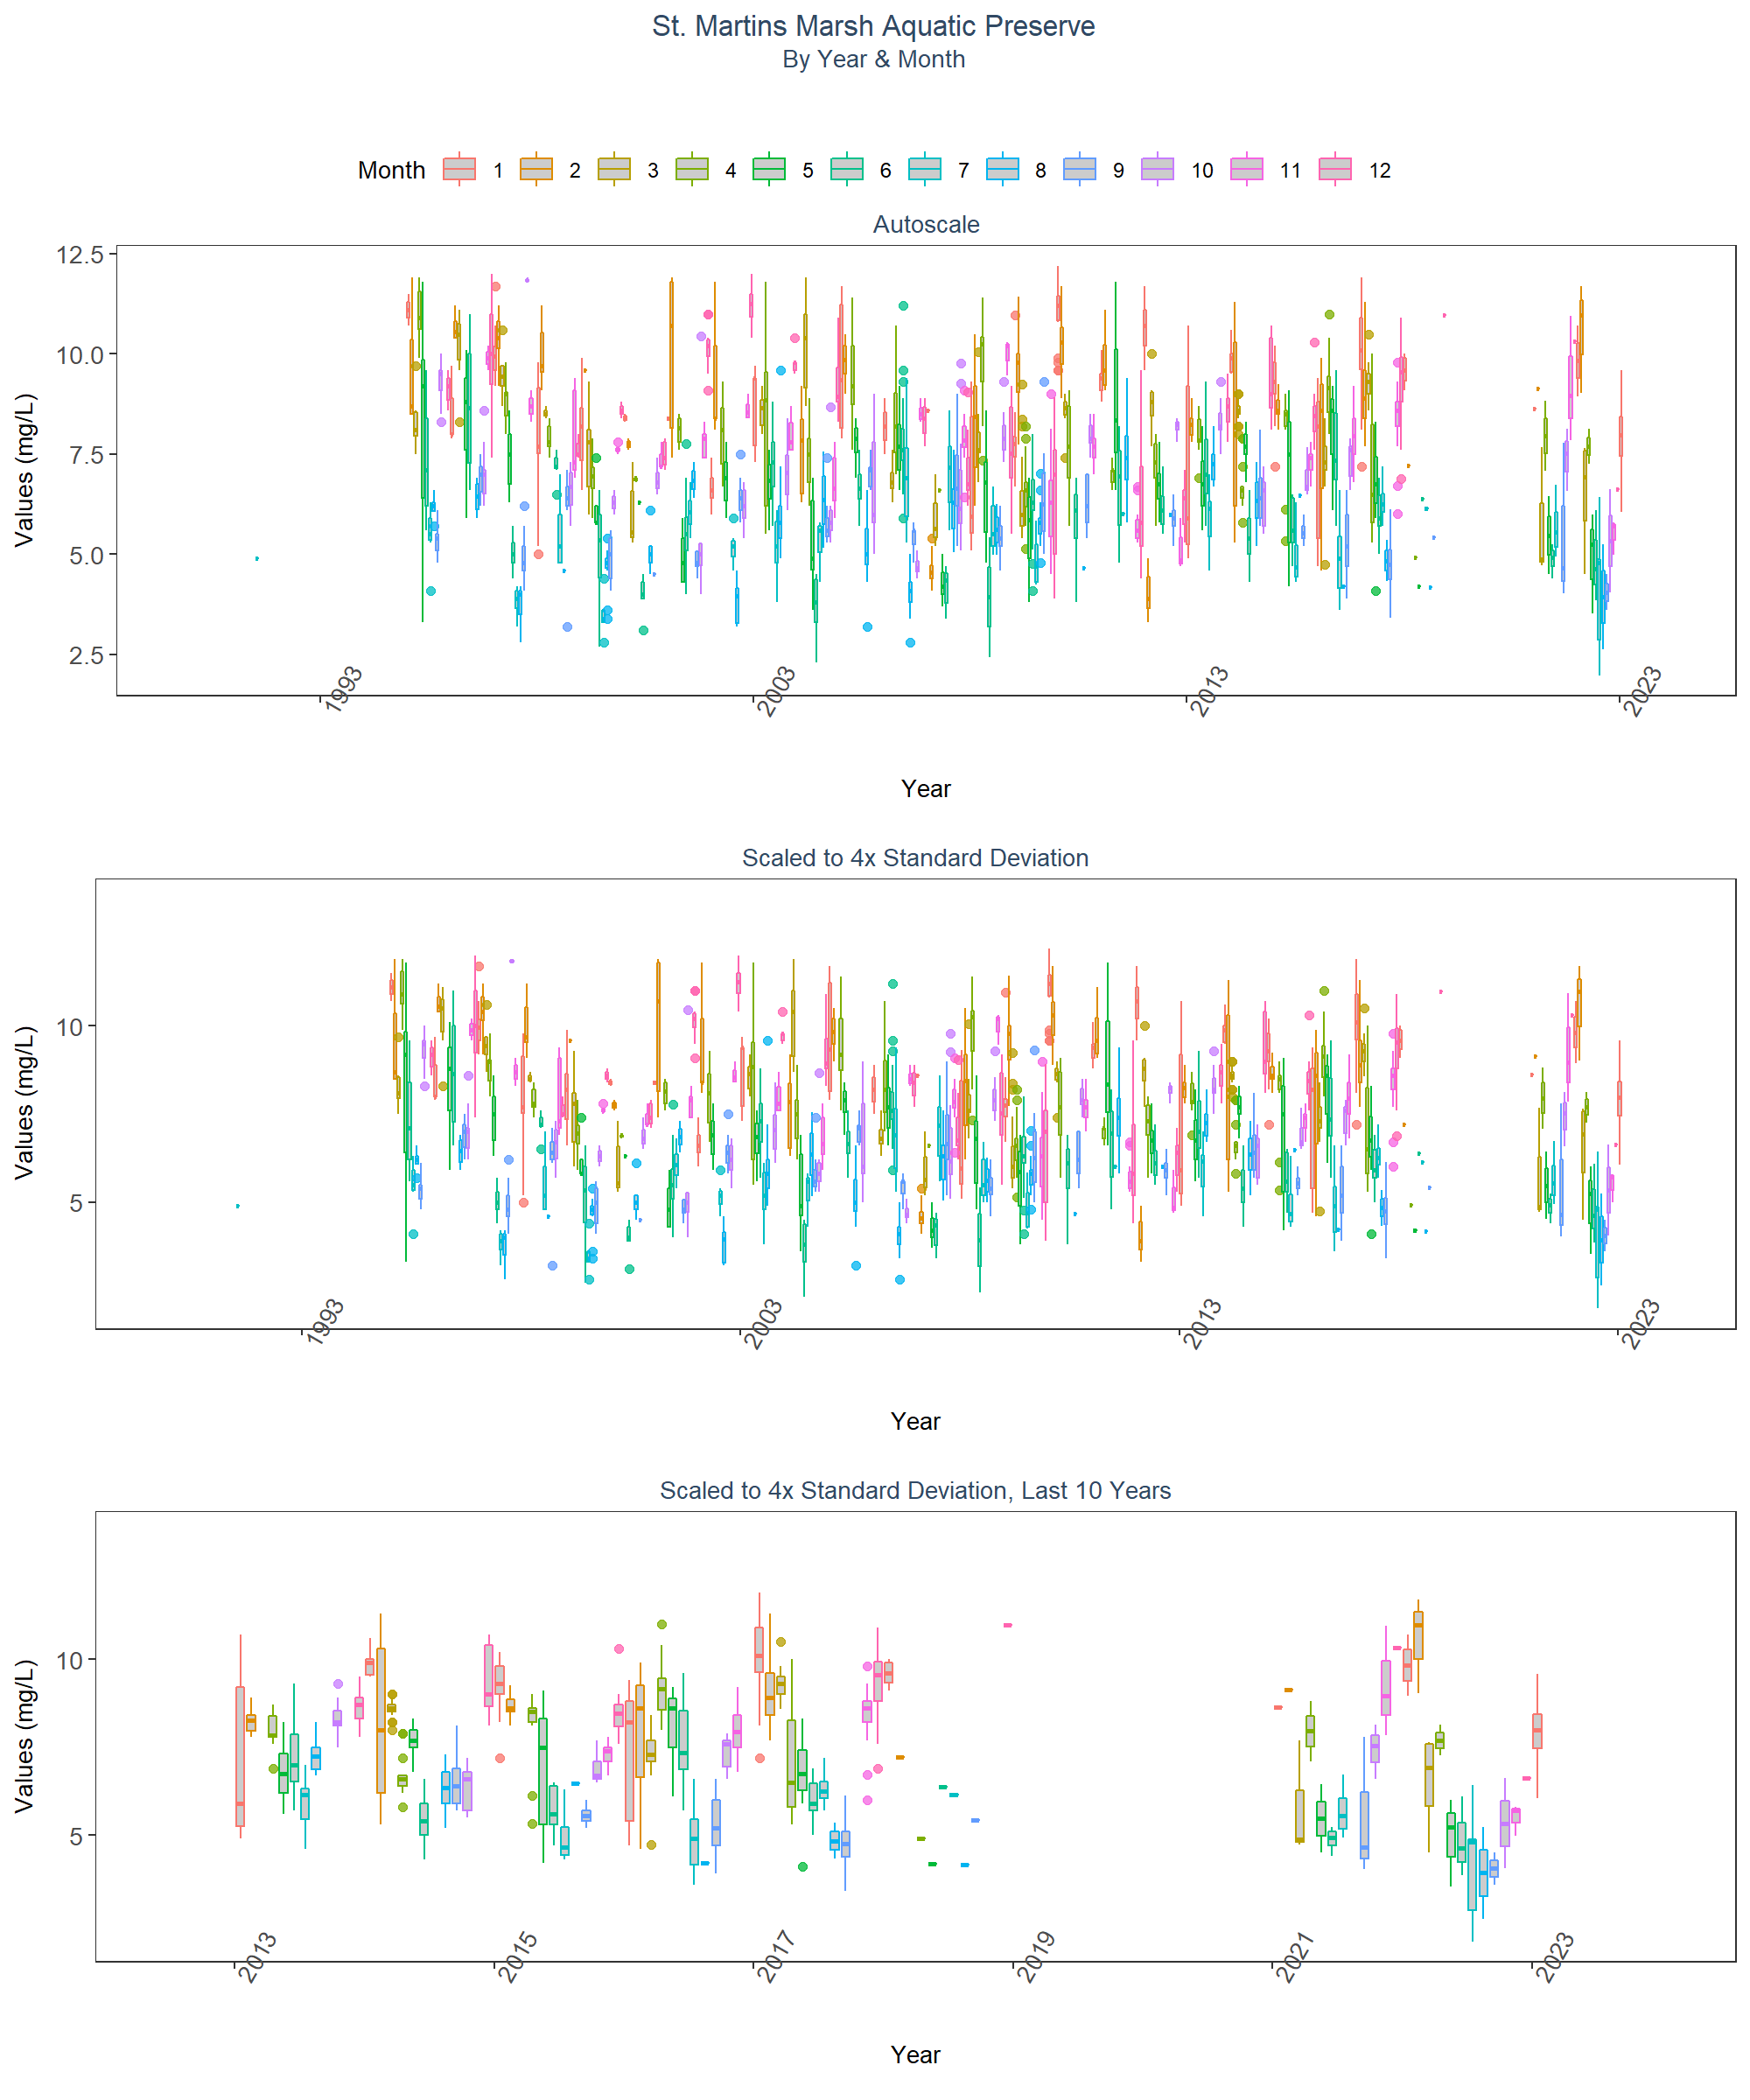 St. Martins Marsh Aquatic Preserve
By Year & Month
Month 1 2 3 4 5 6 7 8 9 10 11 12
Autoscale
Values (mg/L)
12.5
10.0
7.5
5.0
2.5
1993 2003 2013 2023
Year
Scaled to 4x Standard Deviation
Values (mg/L)
10
5
1993 2003 2013 2023
Year
Scaled to 4x Standard Deviation, Last 10 Years
Values (mg/L)
10
5
2013 2015 2017 2019 2021 2023
Year